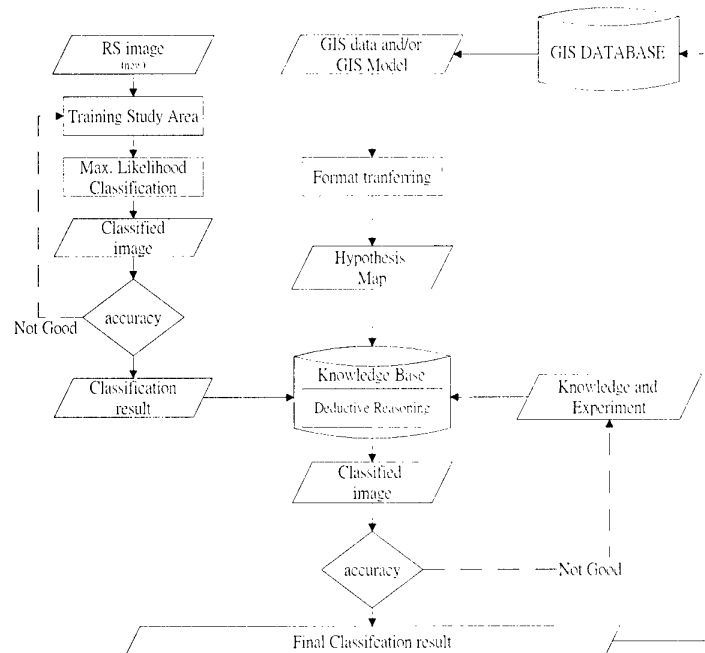 RS image
(new)
Training Study Area
Max. Likelihood
Classification
Classified
image
accuracy
Not Good
Classification
result
GIS data and/or
GIS Model
GIS DATABASE
Format tranferring
Hypothesis
Map
Knowledge Base
Deductive Reasoning
Knowledge and
Experiment
Classified
image
accuracy
Not Good
Final Classifcation result